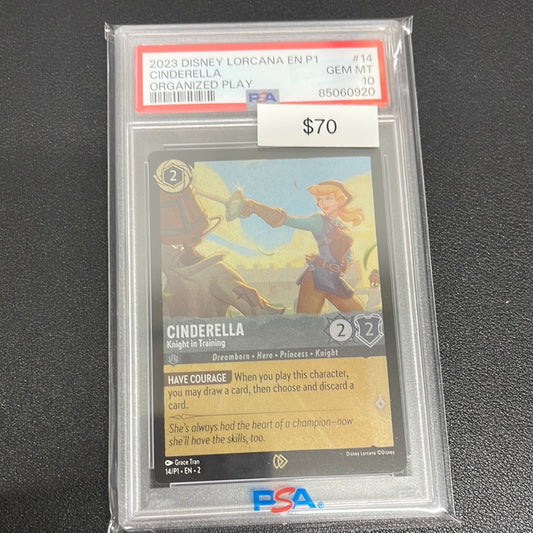 2023 DISNEY LORCANA EN P1 #14
CINDERELLA GEM MT
ORGANIZED PLAY 10
PSA 85060920
$70
2
CINDERELLA
Knight in Training
2 2
Dreamborn • Hero • Princess • Knight
HAVE COURAGE When you play this character,
you may draw a card, then choose and discard a
card.
She's always had the heart of a champion—now
she'll have the skills, too.
Grace Tran
14/P1 • EN • 2
Disney Lorcana ©Disney
PSA